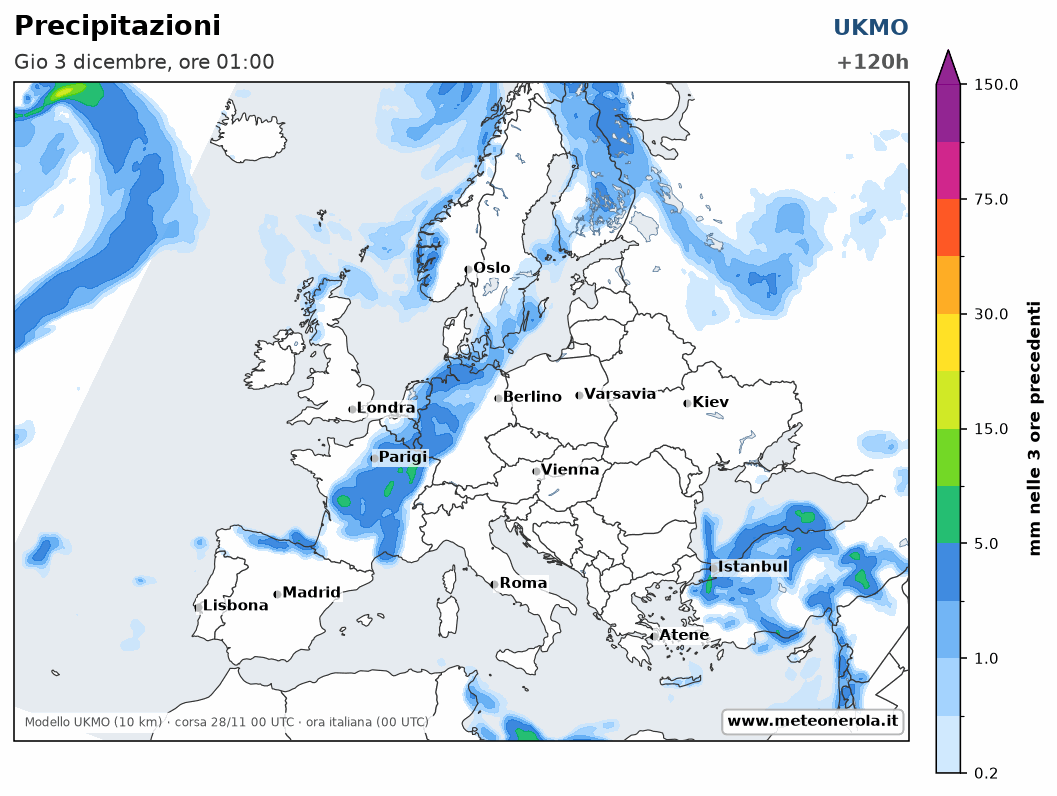 Precipitazioni
UKMO
Gio 3 dicembre, ore 01:00
+120h
150.0
75.0
30.0
15.0
5.0
1.0
0.2
mm nelle 3 ore precedenti
Oslo
Berlino
Varsavia
Kiev
Londra
Parigi
Vienna
Istanbul
Roma
Madrid
Lisbona
Atene
Modello UKMO (10 km) · corsa 28/11 00 UTC · ora italiana (00 UTC)
www.meteonerola.it